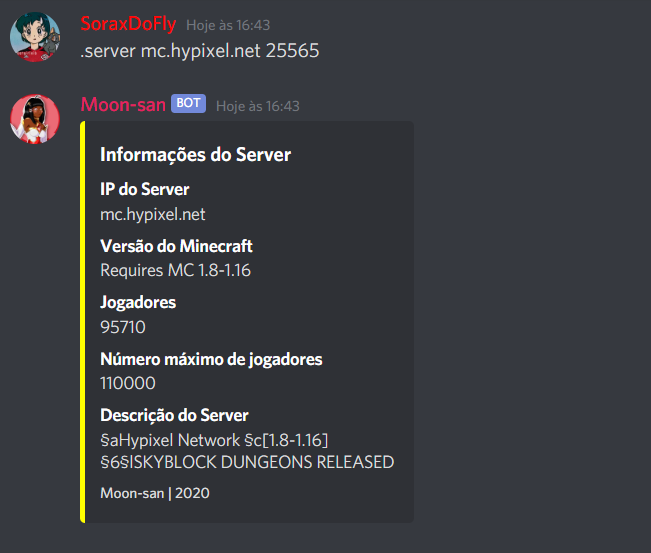 SoraxDoFly Hoje às 16:43
.server mc.hypixel.net 25565
Moon-san BOT Hoje às 16:43
Informações do Server
IP do Server
mc.hypixel.net
Versão do Minecraft
Requires MC 1.8-1.16
Jogadores
95710
Número máximo de jogadores
110000
Descrição do Server
§aHypixel Network §c[1.8-1.16]
§6§lSKYBLOCK DUNGEONS RELEASED
Moon-san | 2020